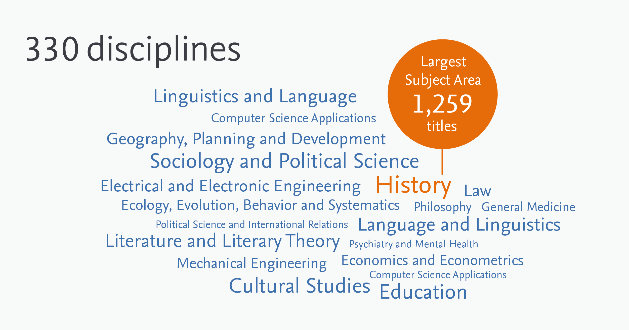 330 disciplines
Largest
Subject Area
1,259
titles
Linguistics and Language
Computer Science Applications
Geography, Planning and Development
Sociology and Political Science
Electrical and Electronic Engineering History Law
Ecology, Evolution, Behavior and Systematics Philosophy General Medicine
Political Science and International Relations Language and Linguistics
Literature and Literary Theory Psychiatry and Mental Health
Mechanical Engineering Economics and Econometrics
Computer Science Applications
Cultural Studies Education